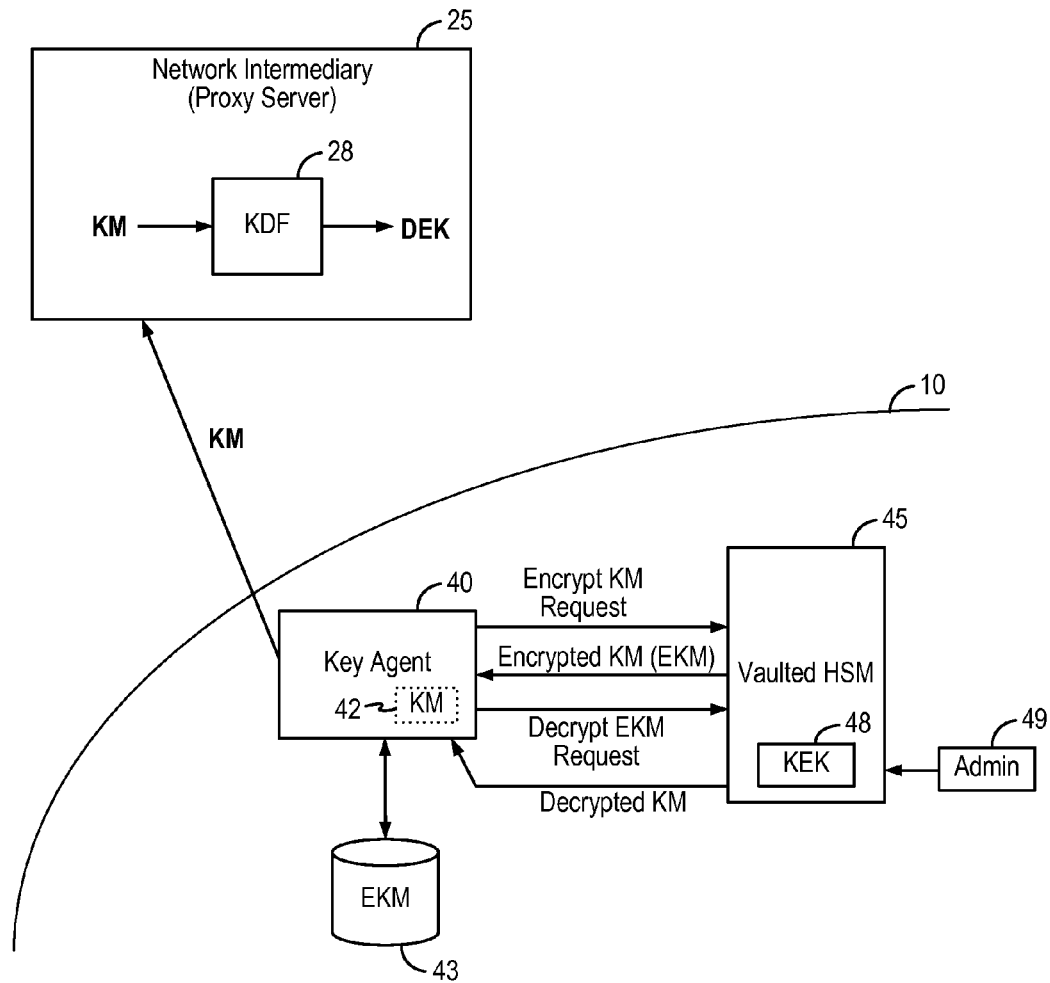 25
Network Intermediary
(Proxy Server)
28
KM
KDF
DEK
10
KM
45
40
Encrypt KM
Request
Key Agent
Encrypted KM (EKM)
Vaulted HSM
42
KM
Decrypt EKM
Request
48
KEK
49
Admin
Decrypted KM
EKM
43